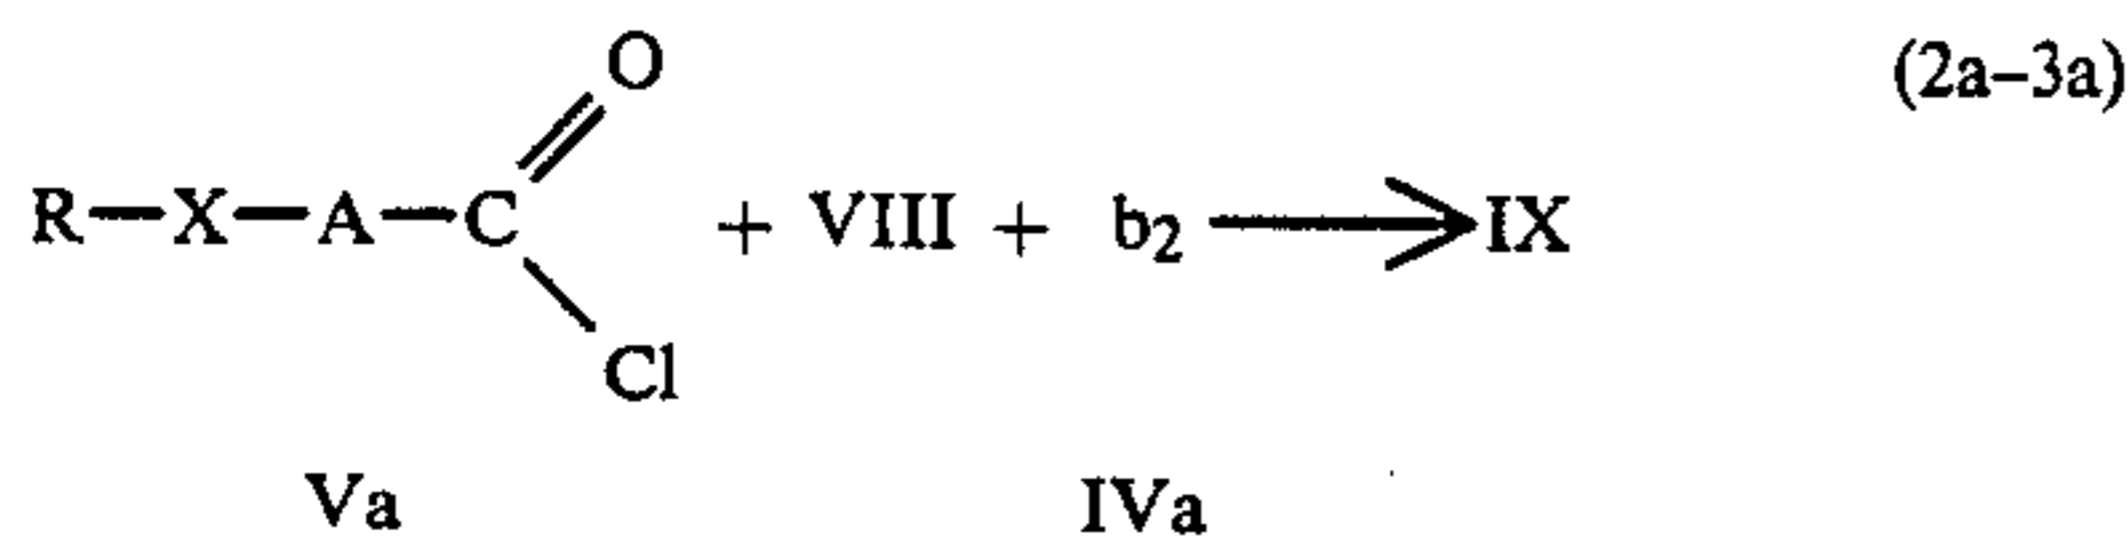 O (2a–3a)
R—X—A—C + VIII + b₂ ⟶ IX
Cl
Va IVa